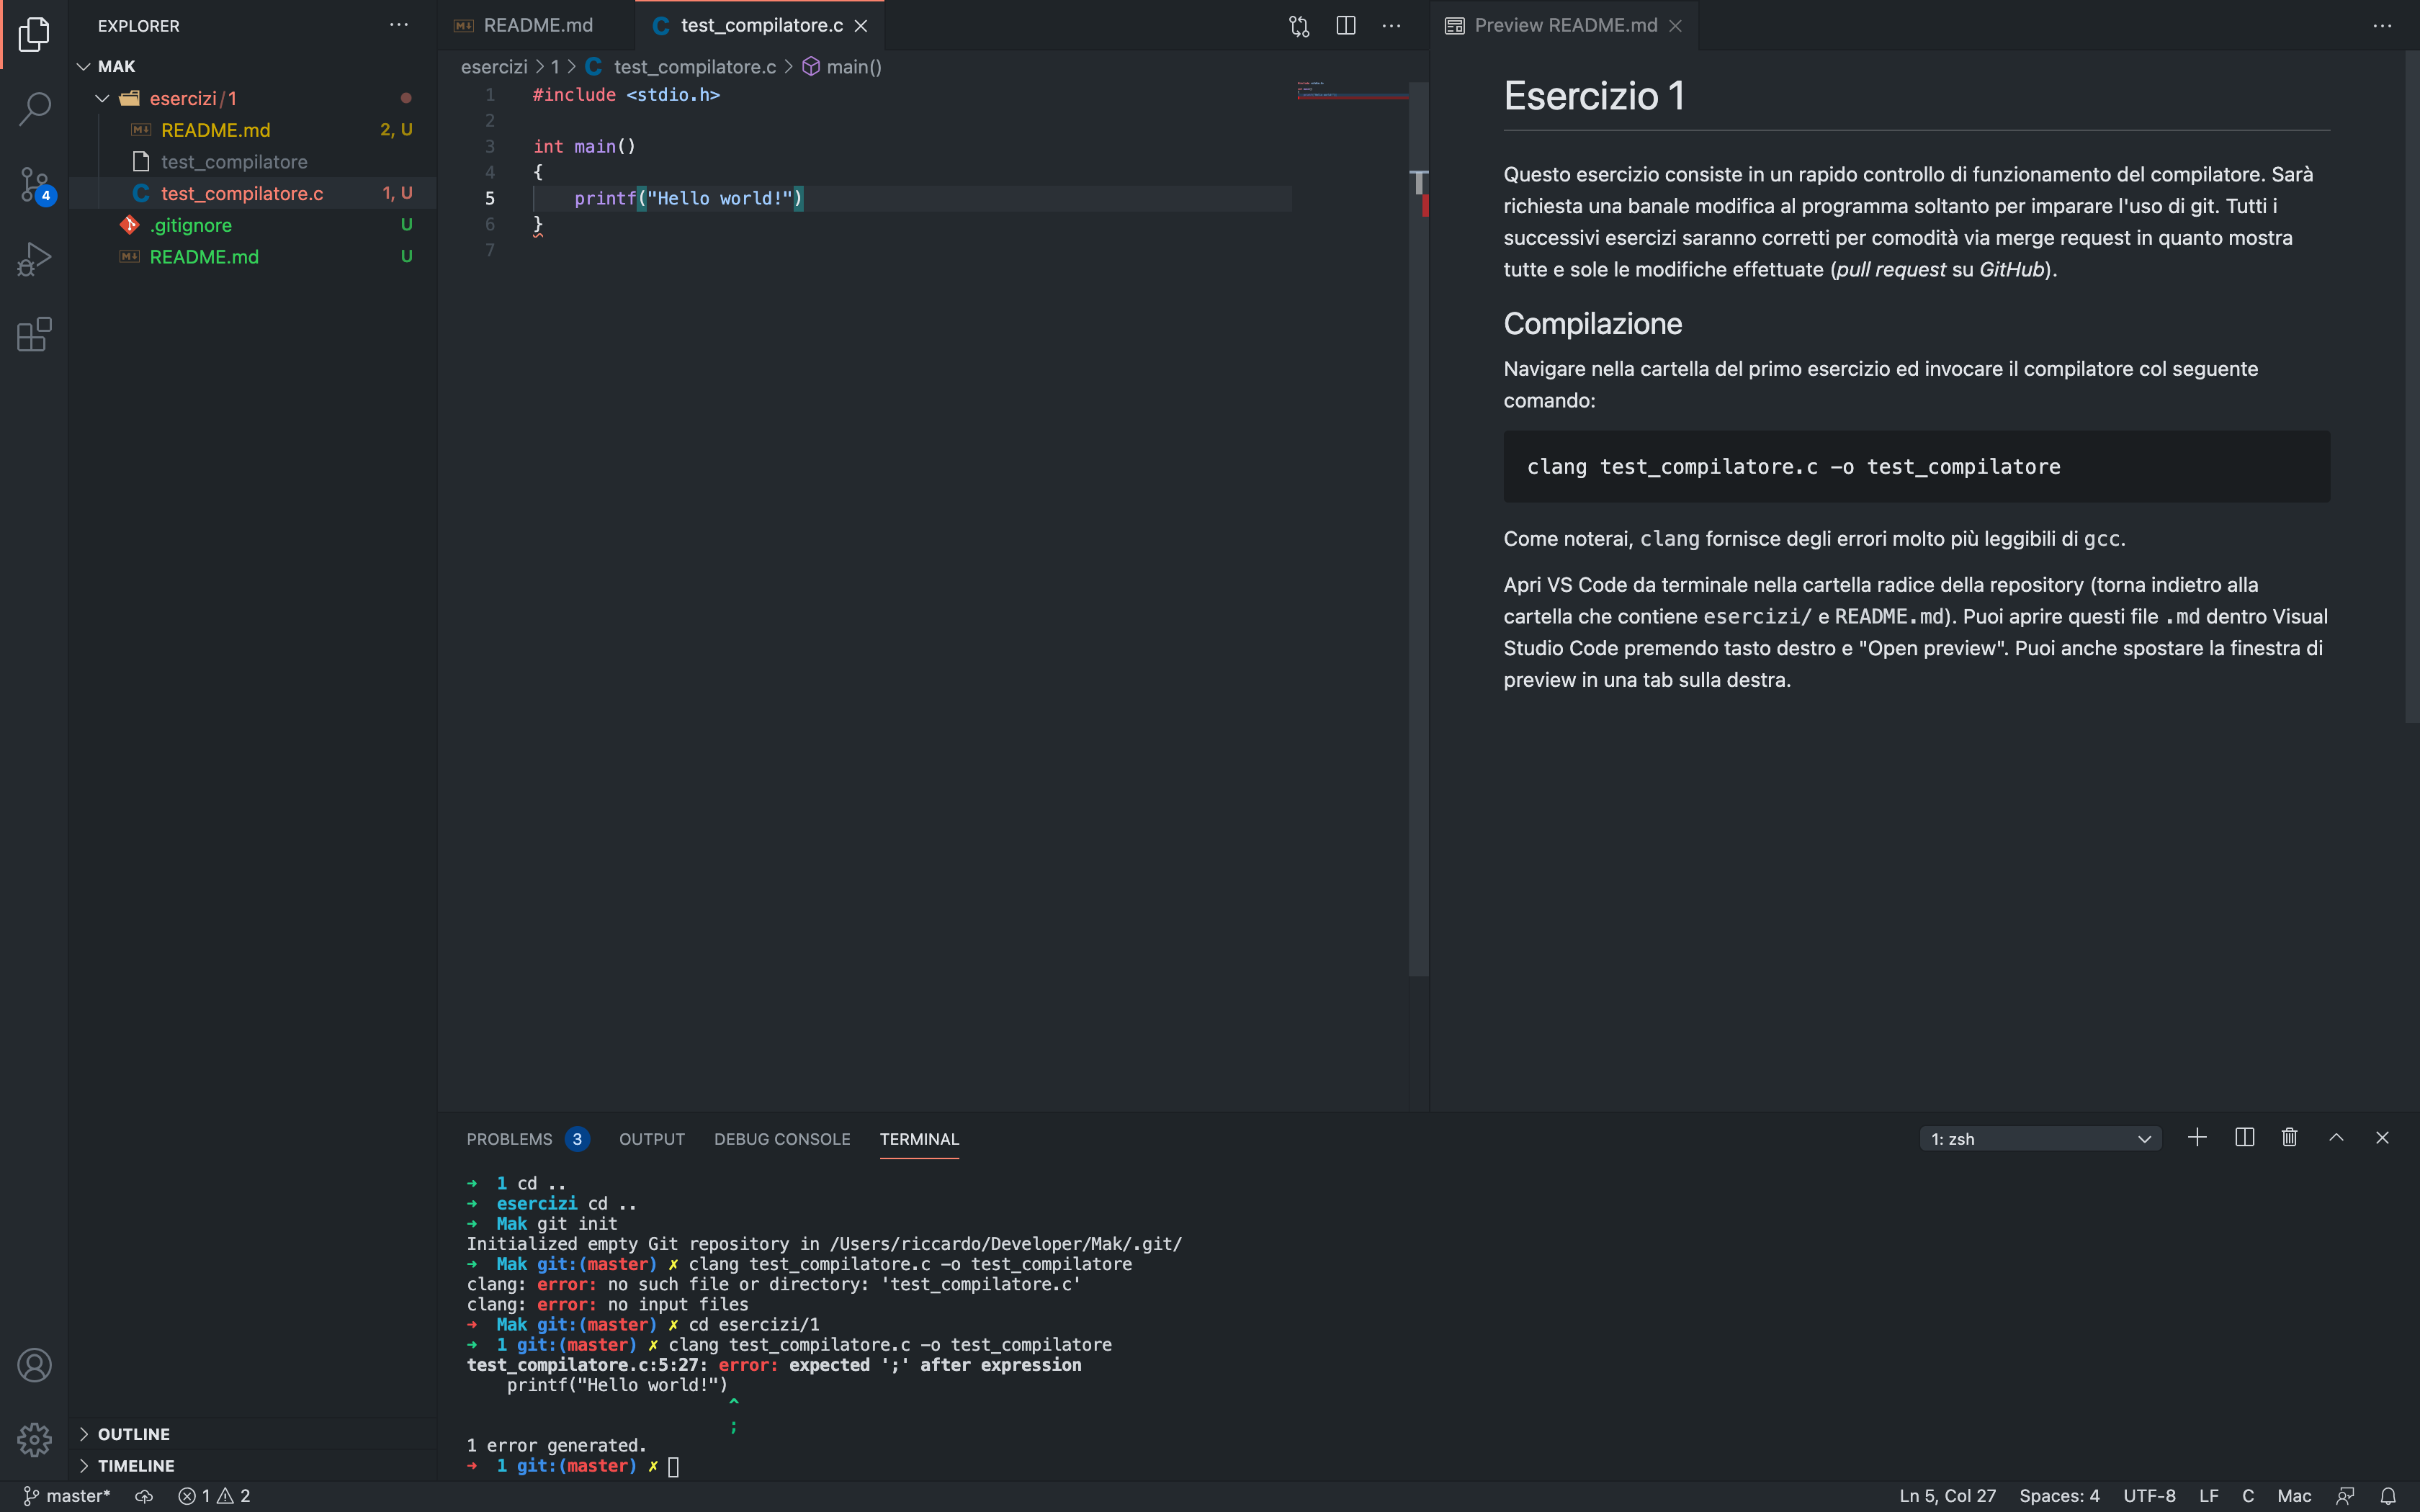 EXPLORER
MAK
esercizi/1
README.md 2, U
test_compilatore
test_compilatore.c 1, U
.gitignore U
README.md U
OUTLINE
TIMELINE
4
README.md
test_compilatore.c
esercizi > 1 > C test_compilatore.c > main()
1 #include <stdio.h>
2
3 int main()
4 {
5 printf("Hello world!")
6 }
7
Preview README.md
Esercizio 1
Questo esercizio consiste in un rapido controllo di funzionamento del compilatore. Sarà
richiesta una banale modifica al programma soltanto per imparare l'uso di git. Tutti i
successivi esercizi saranno corretti per comodità via merge request in quanto mostra
tutte e sole le modifiche effettuate (pull request su GitHub).
Compilazione
Navigare nella cartella del primo esercizio ed invocare il compilatore col seguente
comando:
clang test_compilatore.c -o test_compilatore
Come noterai, clang fornisce degli errori molto più leggibili di gcc.
Apri VS Code da terminale nella cartella radice della repository (torna indietro alla
cartella che contiene esercizi/ e README.md). Puoi aprire questi file .md dentro Visual
Studio Code premendo tasto destro e "Open preview". Puoi anche spostare la finestra di
preview in una tab sulla destra.
PROBLEMS 3 OUTPUT DEBUG CONSOLE TERMINAL
1: zsh
→ 1 cd ..
→ esercizi cd ..
→ Mak git init
Initialized empty Git repository in /Users/riccardo/Developer/Mak/.git/
→ Mak git:(master) ✗ clang test_compilatore.c -o test_compilatore
clang: error: no such file or directory: 'test_compilatore.c'
clang: error: no input files
→ Mak git:(master) ✗ cd esercizi/1
→ 1 git:(master) ✗ clang test_compilatore.c -o test_compilatore
test_compilatore.c:5:27: error: expected ';' after expression
printf("Hello world!")
^
;
1 error generated.
→ 1 git:(master) ✗
master* 1 2
Ln 5, Col 27 Spaces: 4 UTF-8 LF C Mac